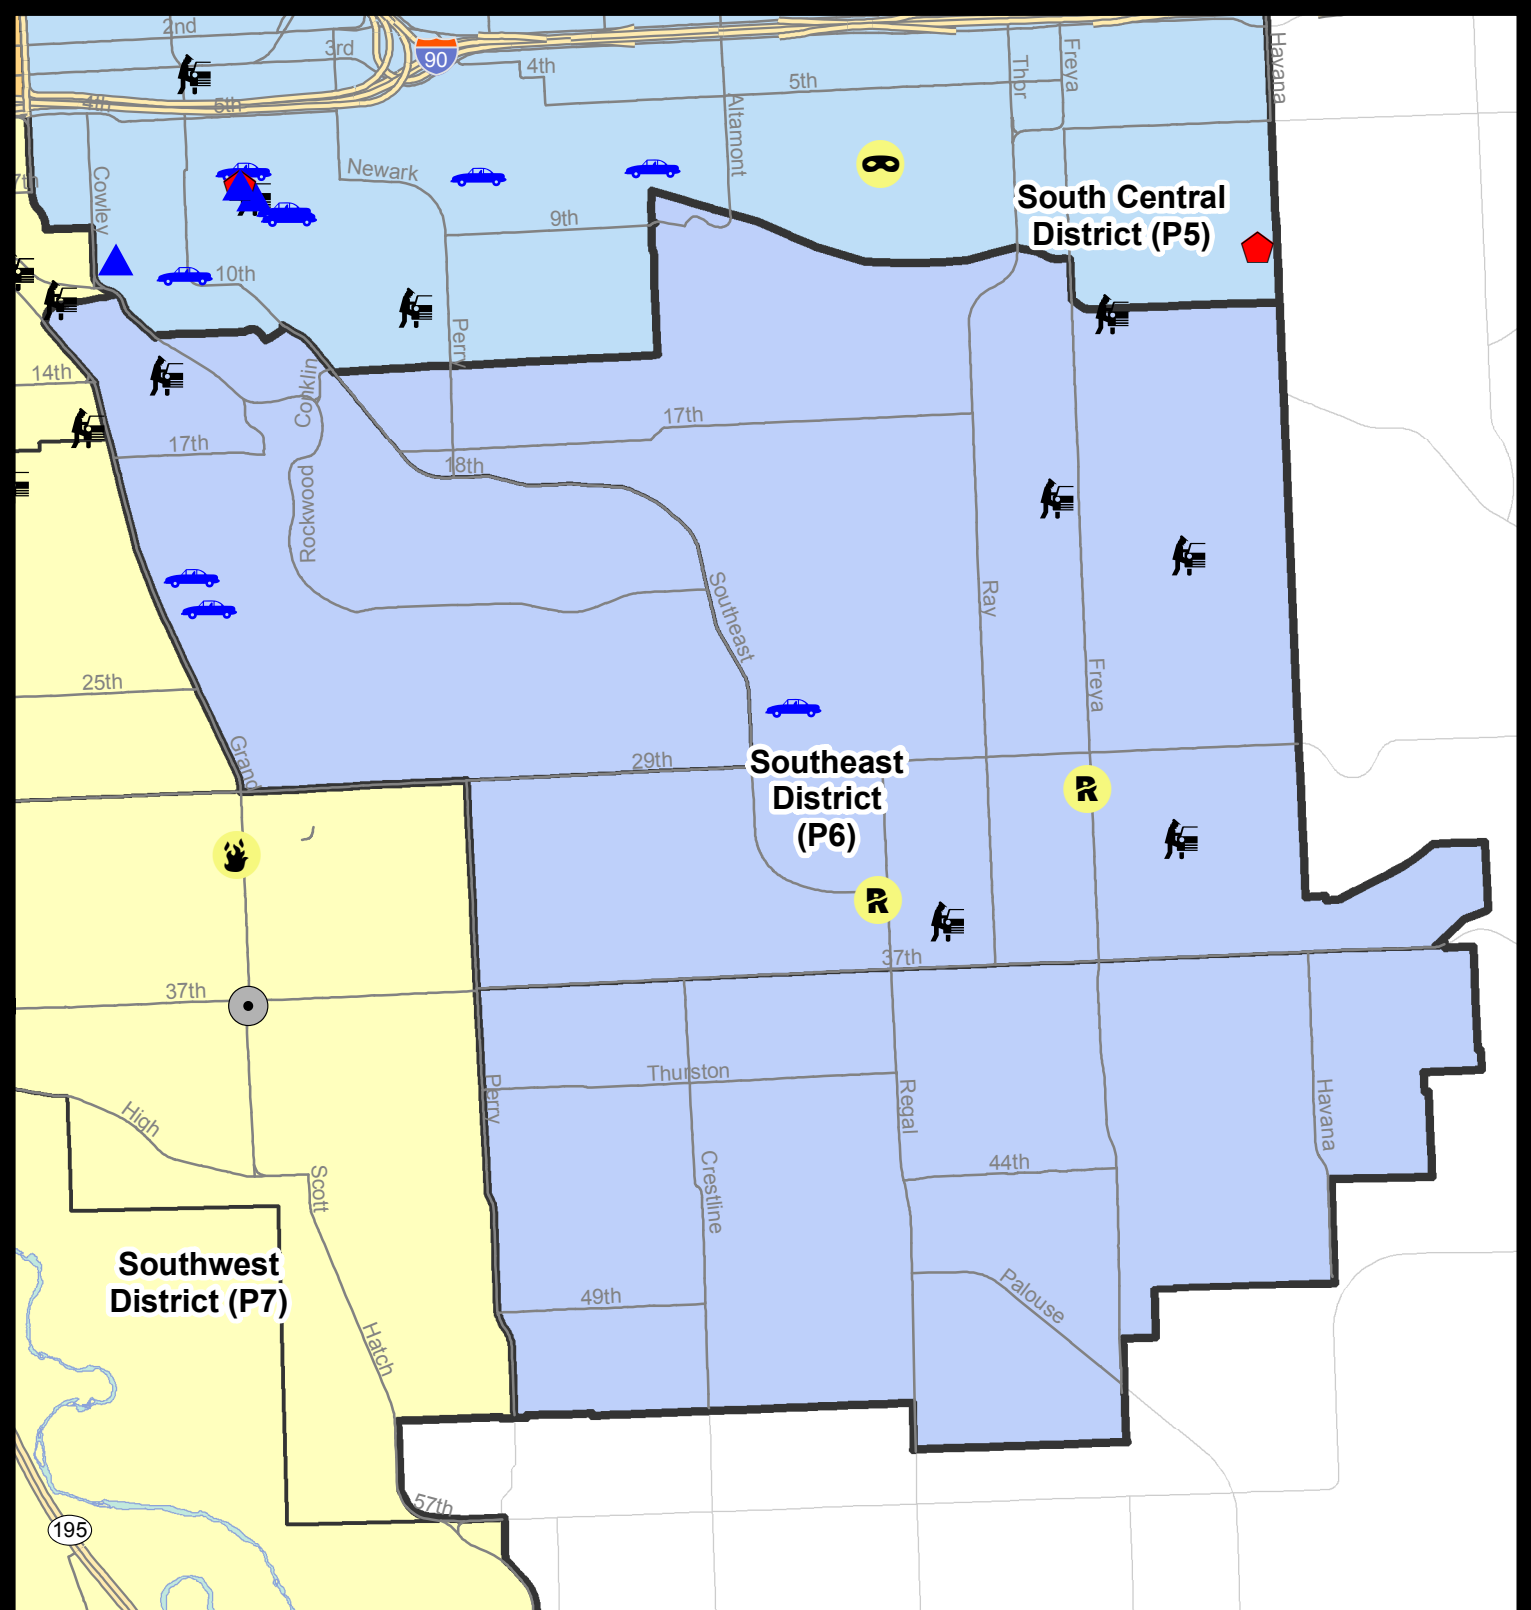 2nd
3rd
90
4th
5th
Thor
Freya
Havana
4th
5th
Altamont
7th
Cowley
Newark
9th
South Central
District (P5)
10th
Perry
14th
Conklin
17th
17th
18th
Rockwood
Southeast
Ray
Freya
25th
Grand
29th
Southeast
District
(P6)
R
R
37th
37th
Thurston
Perry
Regal
Havana
High
Scott
Crestline
44th
Southwest
District (P7)
49th
Palouse
Hatch
57th
195